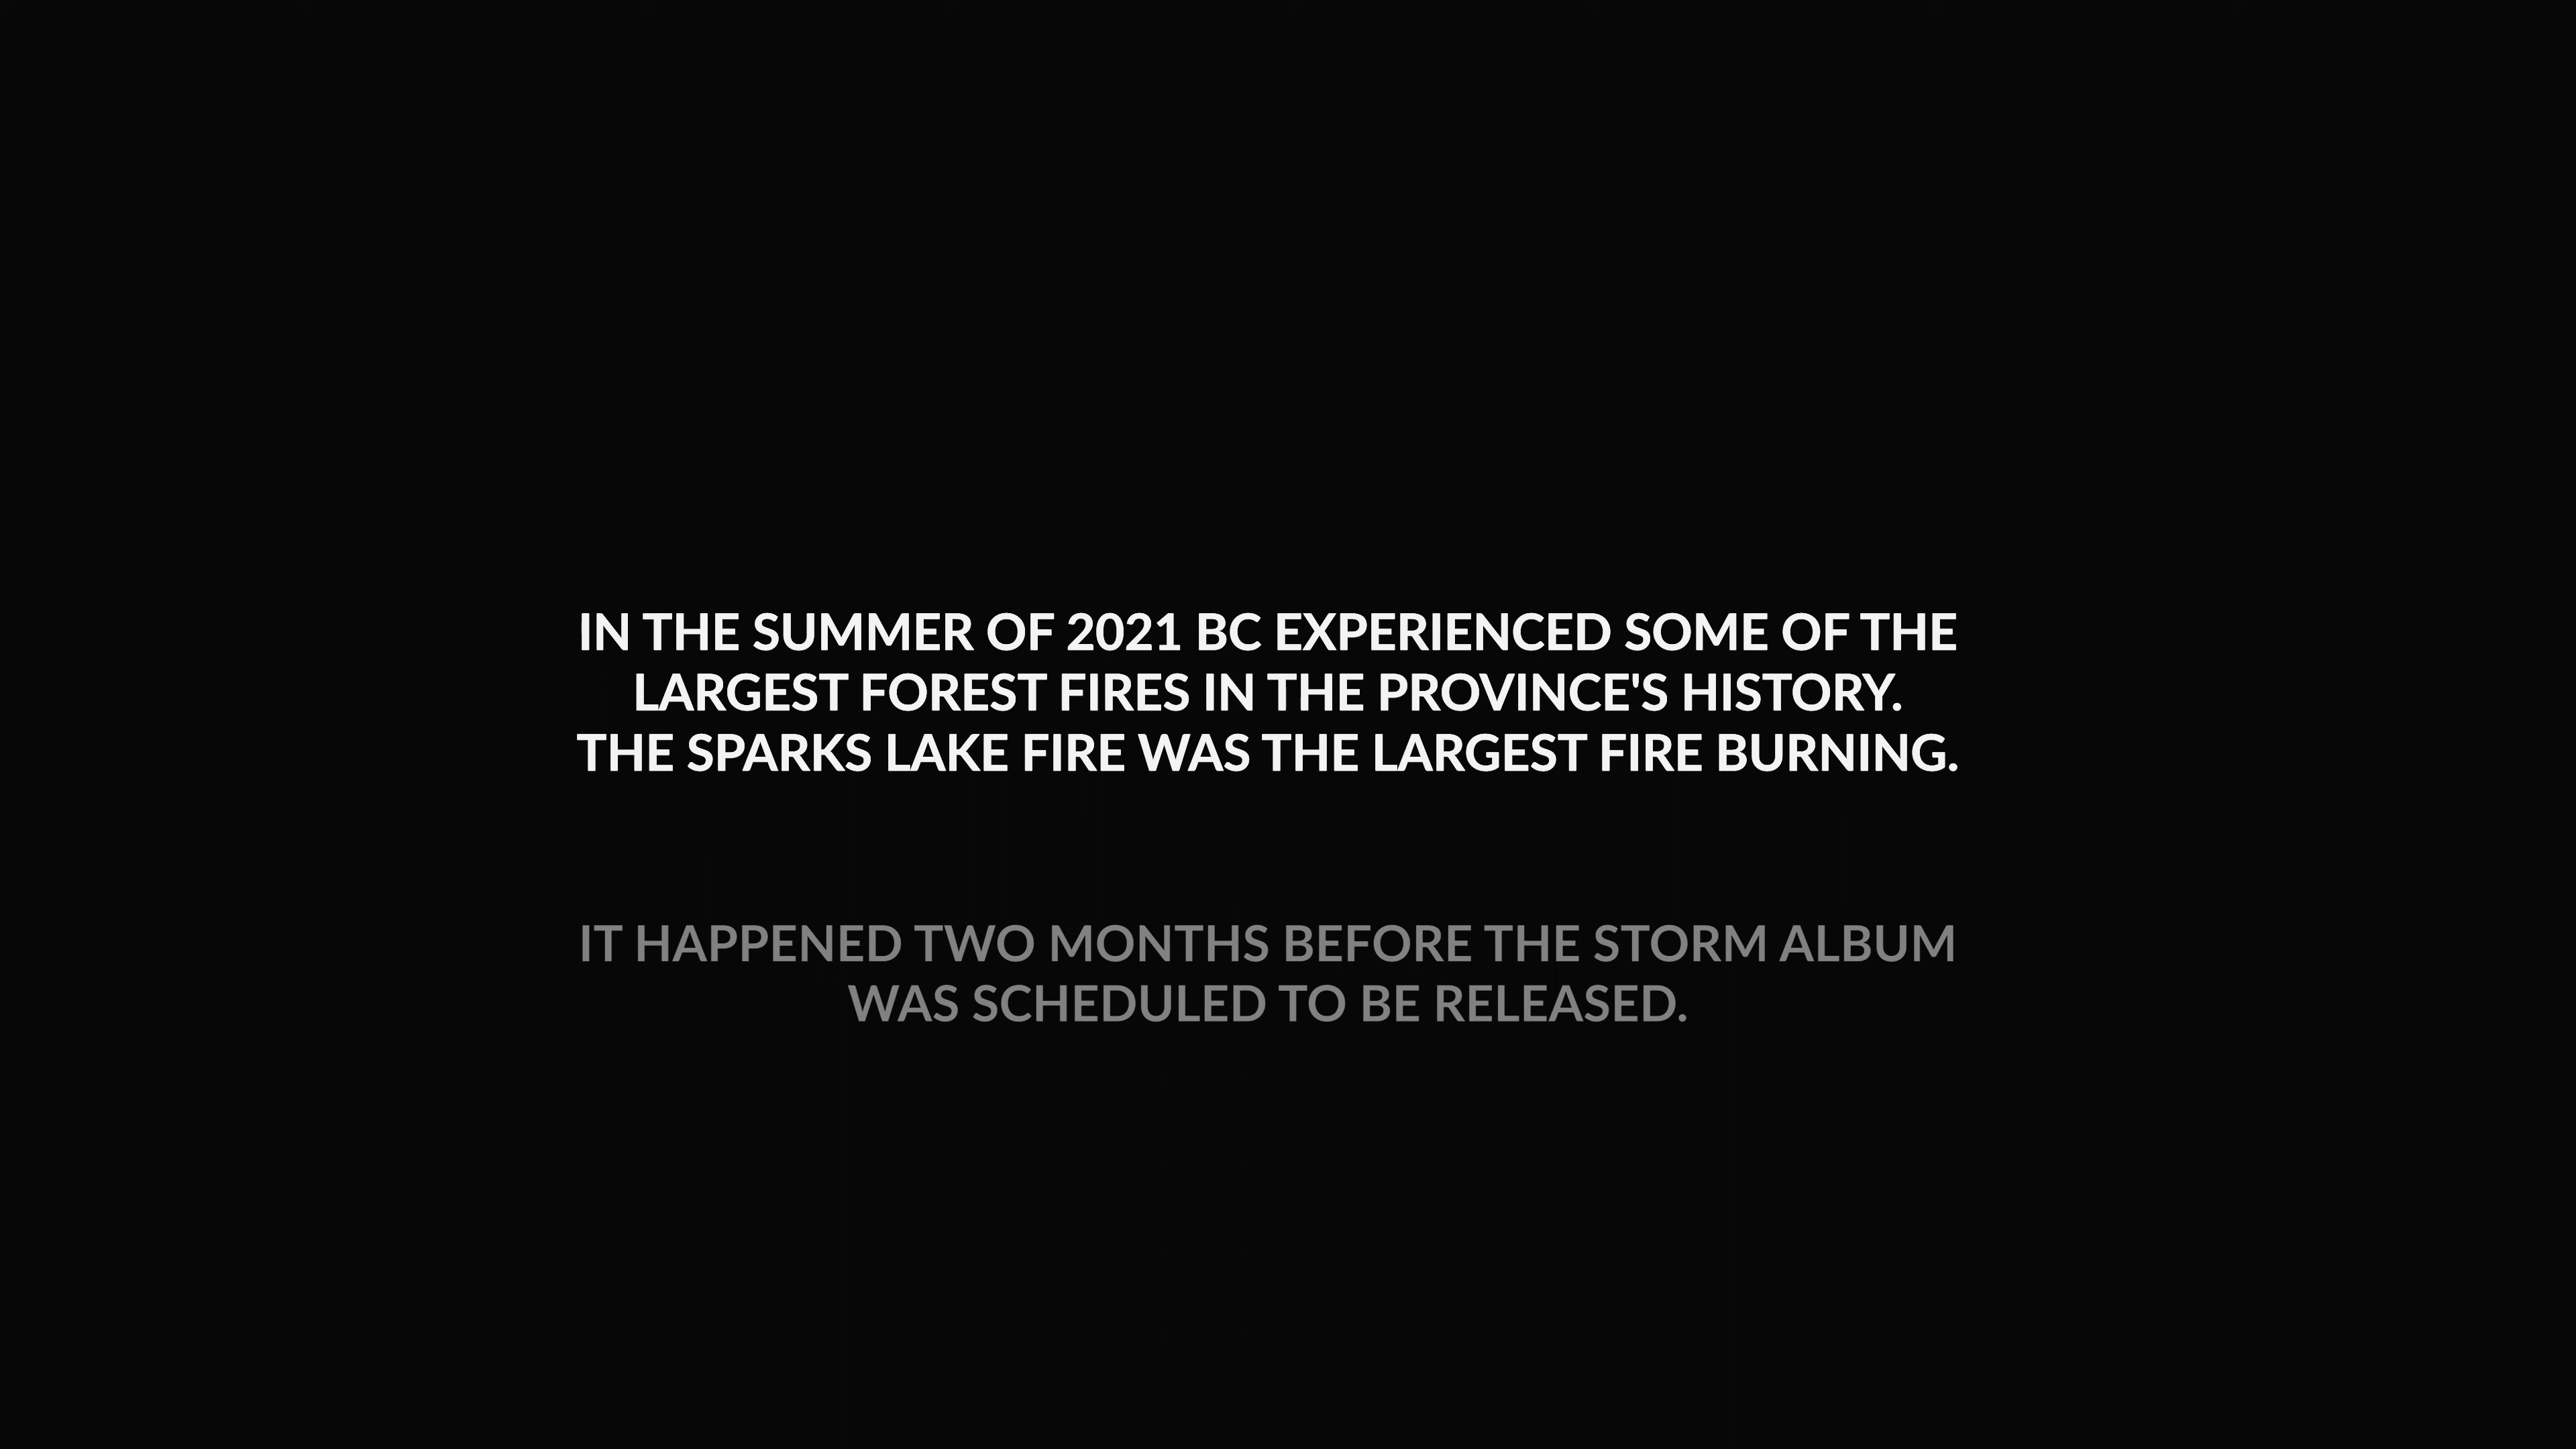 IN THE SUMMER OF 2021 BC EXPERIENCED SOME OF THE
LARGEST FOREST FIRES IN THE PROVINCE'S HISTORY.
THE SPARKS LAKE FIRE WAS THE LARGEST FIRE BURNING.
IT HAPPENED TWO MONTHS BEFORE THE STORM ALBUM
WAS SCHEDULED TO BE RELEASED.